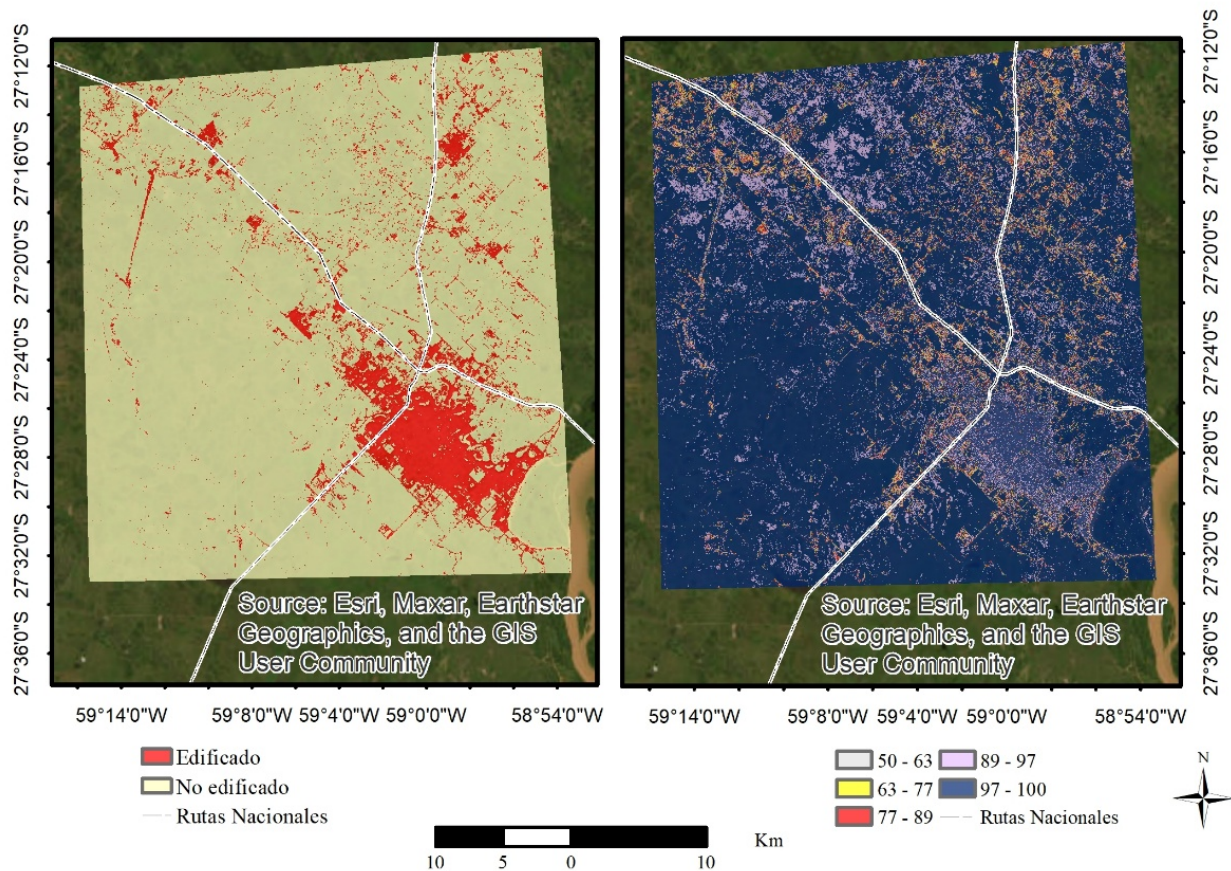 27°12'0"S
27°16'0"S
27°20'0"S
27°24'0"S
27°28'0"S
27°32'0"S
27°36'0"S
Source: Esri, Maxar, Earthstar
Geographics, and the GIS
User Community
59°14'0"W 59°8'0"W 59°4'0"W 59°0'0"W 58°54'0"W
Source: Esri, Maxar, Earthstar
Geographics, and the GIS
User Community
27°12'0"S
27°16'0"S
27°20'0"S
27°24'0"S
27°28'0"S
27°32'0"S
27°36'0"S
59°14'0"W 59°8'0"W 59°4'0"W 59°0'0"W 58°54'0"W
Edificado
No edificado
Rutas Nacionales
50 - 63 89 - 97
63 - 77 97 - 100
77 - 89 Rutas Nacionales
N
Km
10 5 0 10